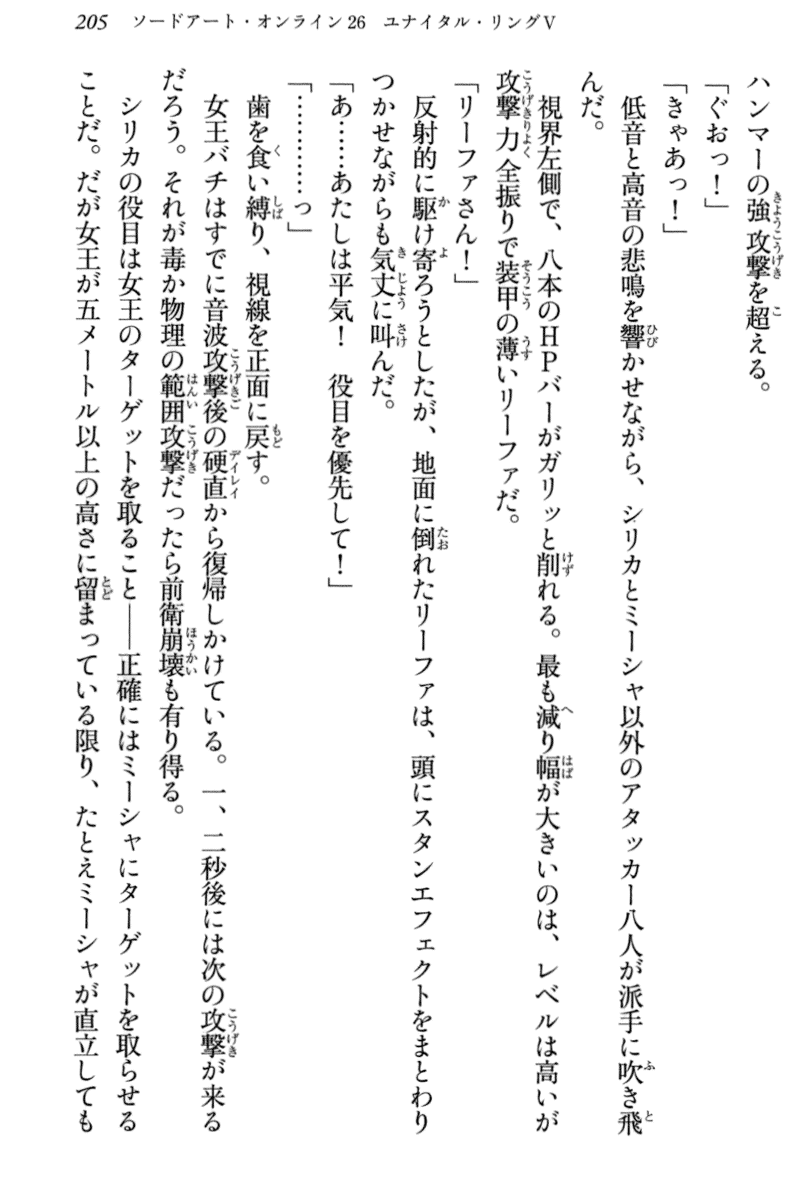 205　ソードアート・オンライン26　ユナイタル・リングⅤ
ハンマーの強攻撃を超える。
「ぐおっ！」
「きゃあっ！」
　低音と高音の悲鳴を響かせながら、シリカとミーシャ以外のアタッカー八人が派手に吹き飛
んだ。
　視界左側で、八本のHPバーがガリッと削れる。最も減り幅が大きいのは、レベルは高いが
攻撃力全振りで装甲の薄いリーファだ。
「リーファさん！」
　反射的に駆け寄ろうとしたが、地面に倒れたリーファは、頭にスタンエフェクトをまとわり
つかせながらも気丈に叫んだ。
「あ……あたしは平気！　役目を優先して！」
「…………っ」
　歯を食い縛り、視線を正面に戻す。
　女王バチはすでに音波攻撃後の硬直から復帰しかけている。一、二秒後には次の攻撃が来る
だろう。それが毒か物理の範囲攻撃だったら前衛崩壊も有り得る。
　シリカの役目は女王のターゲットを取ること――正確にはミーシャにターゲットを取らせる
ことだ。だが女王が五メートル以上の高さに留まっている限り、たとえミーシャが直立しても